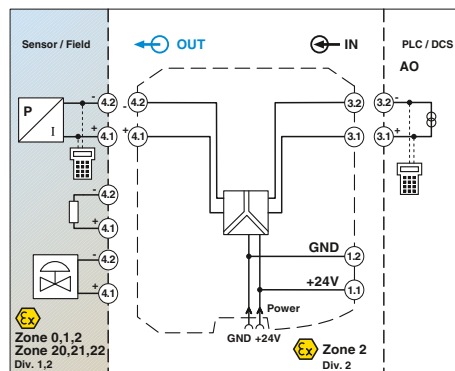 Sensor / Field
OUT
IN
PLC / DCS
AO
P
I
-
4.2
+
4.1
-
4.2
+
4.1
3.2
3.1
3.2
-
3.1
+
-
4.2
+
4.1
-
4.2
+
4.1
GND
1.2
+24V
1.1
Power
GND +24V
Ex
Zone 0,1,2
Zone 20,21,22
Div. 1,2
Ex
Zone 2
Div. 2